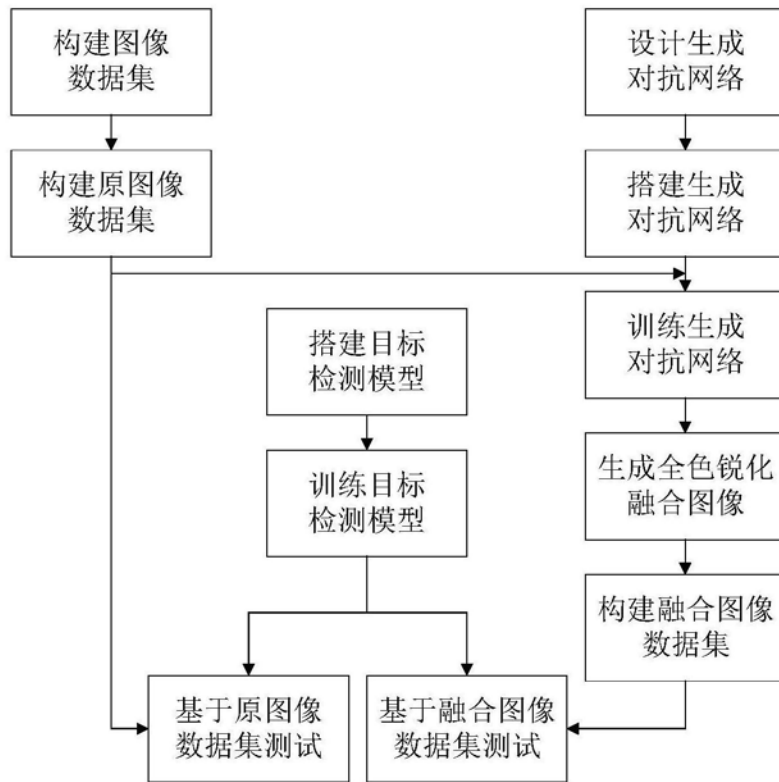 构建图像
数据集
设计生成
对抗网络
构建原图像
数据集
搭建生成
对抗网络
搭建目标
检测模型
训练生成
对抗网络
训练目标
检测模型
生成全色锐化
融合图像
构建融合图像
数据集
基于原图像
数据集测试
基于融合图像
数据集测试